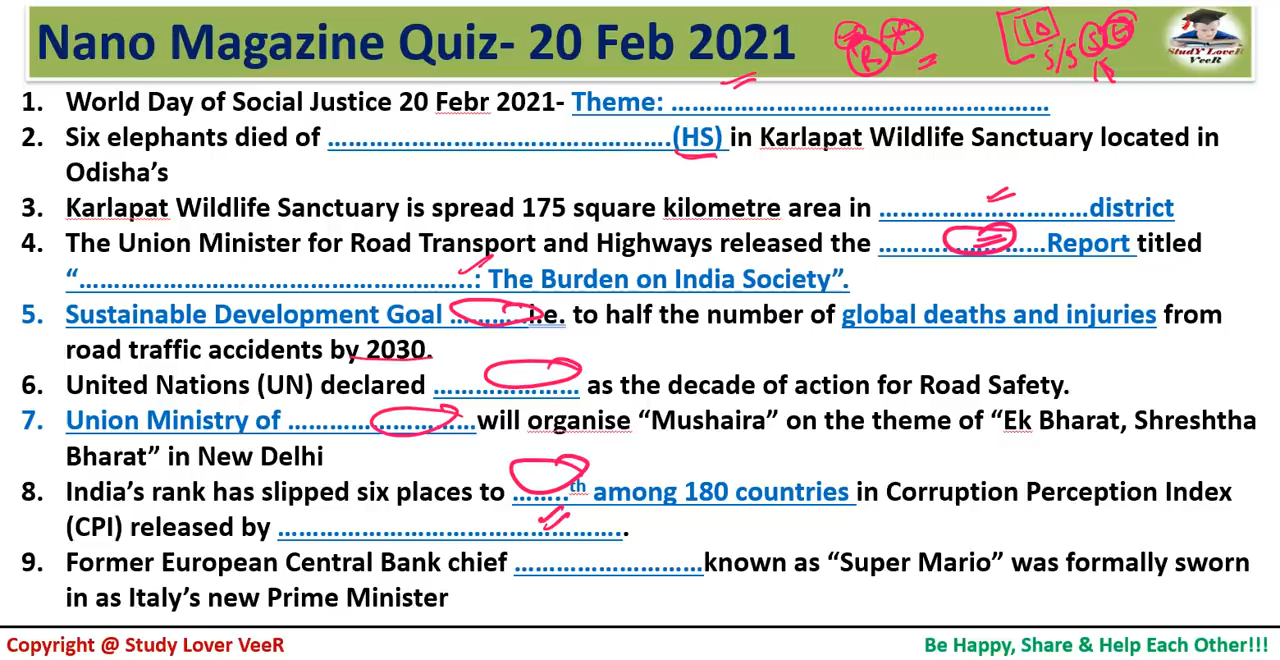 Nano Magazine Quiz- 20 Feb 2021
10
S/S
R
StudY LoveR
VeeR
1. World Day of Social Justice 20 Febr 2021- Theme: ………………………………………………
2. Six elephants died of ………………………………………….(HS) in Karlapat Wildlife Sanctuary located in
Odisha’s
3. Karlapat Wildlife Sanctuary is spread 175 square kilometre area in …………………………district
4. The Union Minister for Road Transport and Highways released the ……………………Report titled
“………………………………………………..: The Burden on India Society”.
5. Sustainable Development Goal ……….. i.e. to half the number of global deaths and injuries from
road traffic accidents by 2030.
6. United Nations (UN) declared ………………… as the decade of action for Road Safety.
7. Union Ministry of ………………………will organise “Mushaira” on the theme of “Ek Bharat, Shreshtha
Bharat” in New Delhi
8. India’s rank has slipped six places to ……..th among 180 countries in Corruption Perception Index
(CPI) released by ………………………………………….
9. Former European Central Bank chief ………………………known as “Super Mario” was formally sworn
in as Italy’s new Prime Minister
Copyright @ Study Lover VeeR
Be Happy, Share & Help Each Other!!!